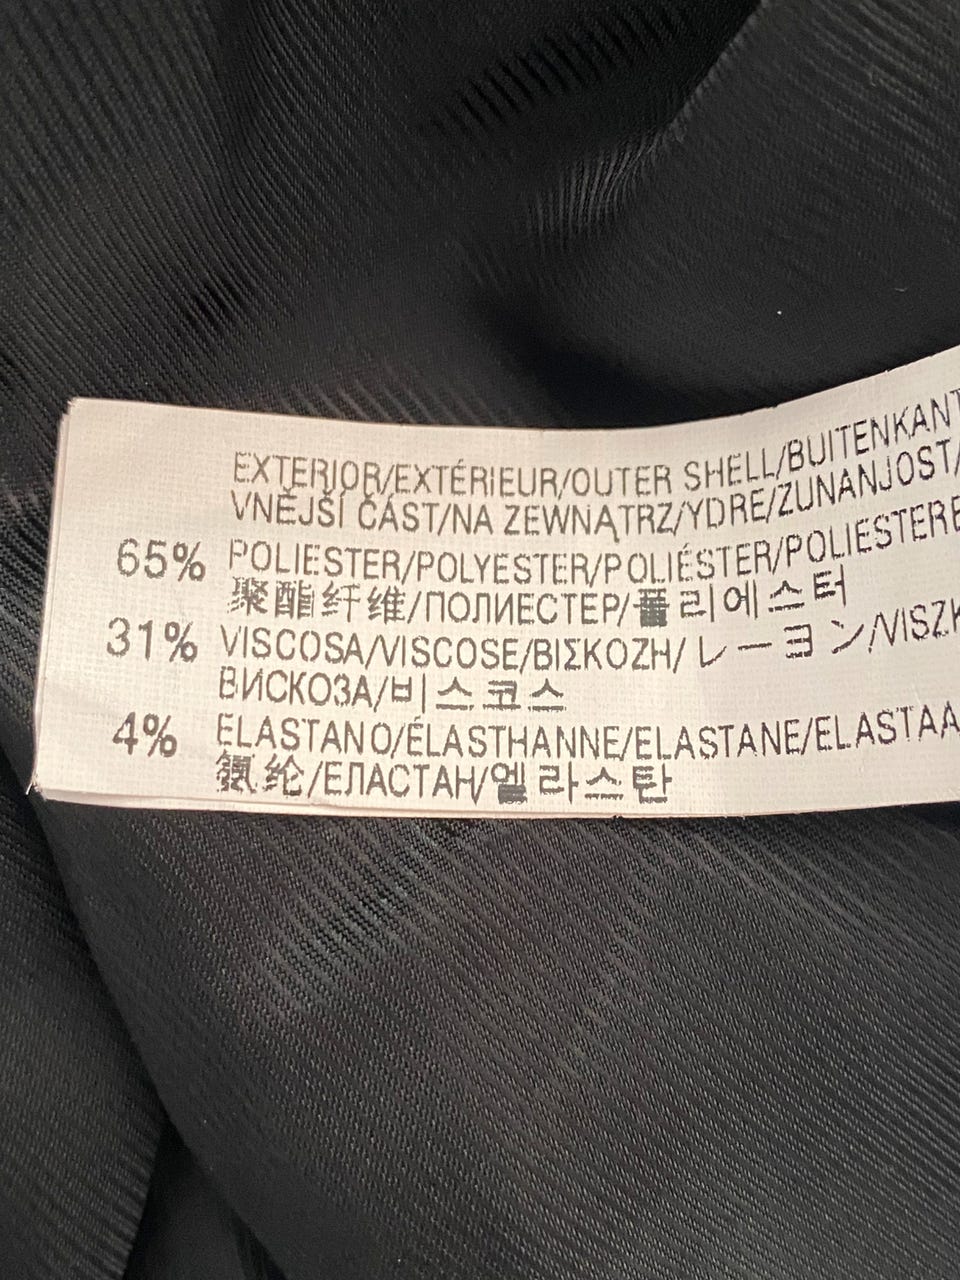 EXTERIOR/EXTÉRIEUR/OUTER SHELL/BUITENKANT
VNĚJŠÍ ČÁST/NA ZEWNĄTRZ/YDRE/ZUNANJOST/
65% POLIESTER/POLYESTER/POLIÉSTER/POLIESTERE
聚酯纤维/ПОЛИЕСТЕР/폴리에스터
31% VISCOSA/VISCOSE/ΒΙΣΚΟΖΗ/レーヨン/VISZK
ВИСКОЗА/비스코스
4% ELASTANO/ÉLASTHANNE/ELASTANE/ELASTAA
氨纶/ЕЛАСТАН/엘라스탄